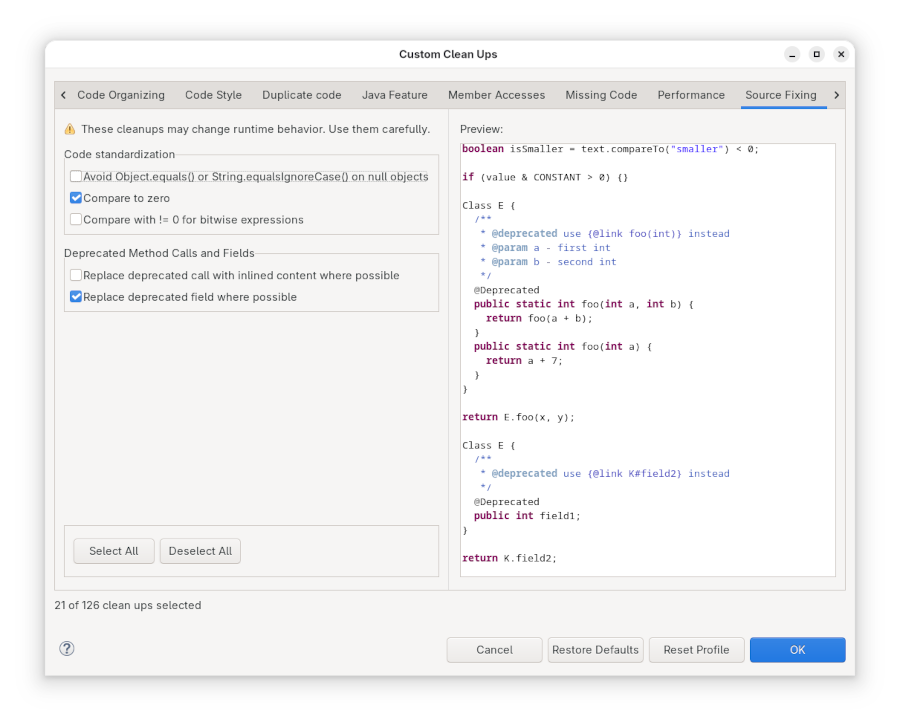 Custom Clean Ups
Code Organizing Code Style Duplicate code Java Feature Member Accesses Missing Code Performance Source Fixing
These cleanups may change runtime behavior. Use them carefully.
Code standardization
Avoid Object.equals() or String.equalsIgnoreCase() on null objects
Compare to zero
Compare with != 0 for bitwise expressions
Deprecated Method Calls and Fields
Replace deprecated call with inlined content where possible
Replace deprecated field where possible
Select All Deselect All
Preview:
boolean isSmaller = text.compareTo("smaller") < 0;
if (value & CONSTANT > 0) {}
Class E {
/**
* @deprecated use {@link foo(int)} instead
* @param a - first int
* @param b - second int
*/
@Deprecated
public static int foo(int a, int b) {
return foo(a + b);
}
public static int foo(int a) {
return a + 7;
}
}
return E.foo(x, y);
Class E {
/**
* @deprecated use {@link K#field2} instead
*/
@Deprecated
public int field1;
}
return K.field2;
21 of 126 clean ups selected
? Cancel Restore Defaults Reset Profile OK